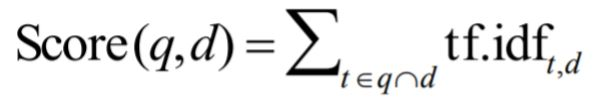 Score(q,d) = ∑_{t∈q∩d} tf.idf_{t,d}